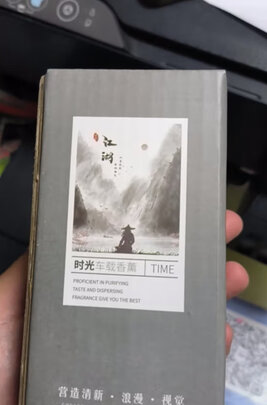 江湖
时光车载香薰 TIME
PROFICIENT IN PURIFYING
TASTE AND DISPERSING
FRAGRANCE GIVE YOU THE BEST
营造清新·浪漫·视觉